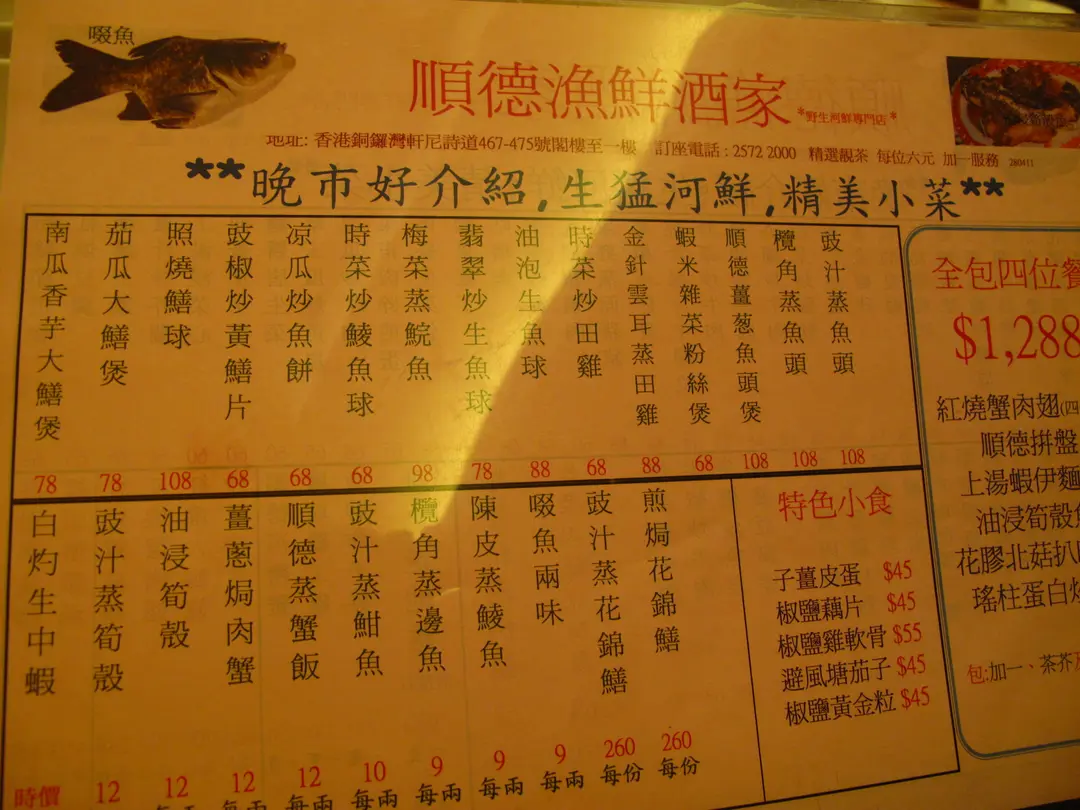 啜魚
順德漁鮮酒家 *野生河鮮專門店*
地址: 香港銅鑼灣軒尼詩道467-475號閣樓至一樓 訂座電話 : 2572 2000 精選靚茶 每位六元 加一服務 280411
**晚市好介紹,生猛河鮮,精美小菜**
豉汁蒸魚頭 108
欖角蒸魚頭 108
順德薑葱魚頭煲 108
蝦米雜菜粉絲煲 68
金針雲耳蒸田雞 88
時菜炒田雞 68
油泡生魚球 88
翡翠炒生魚球 78
梅菜蒸鯇魚 98
時菜炒鯪魚球 68
凉瓜炒魚餅 68
豉椒炒黃鱔片 68
照燒鱔球 108
茄瓜大鱔煲 78
南瓜香芋大鱔煲 78
煎焗花錦鱔 260 每份
豉汁蒸花錦鱔 260 每份
啜魚兩味 9 每兩
陳皮蒸鯪魚 9 每兩
欖角蒸邊魚 9 每兩
豉汁蒸魽魚 10 每兩
順德蒸蟹飯 12 每兩
薑蔥焗肉蟹 12 每兩
油浸筍殼 12 每兩
豉汁蒸筍殼 12
白灼生中蝦 時價
特色小食
子薑皮蛋 $45
椒鹽藕片 $45
椒鹽雞軟骨 $55
避風塘茄子 $45
椒鹽黃金粒 $45
全包四位餐
$1,288
紅燒蟹肉翅(四
順德拼盤
上湯蝦伊麵
油浸筍殼
花膠北菇扒
瑤柱蛋白炒
包:加一、茶芥